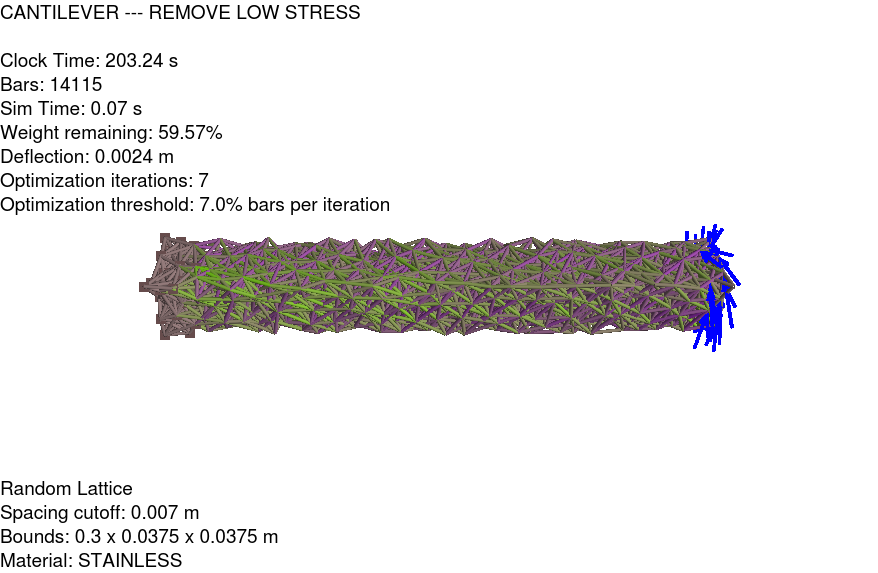 CANTILEVER --- REMOVE LOW STRESS
Clock Time: 203.24 s
Bars: 14115
Sim Time: 0.07 s
Weight remaining: 59.57%
Deflection: 0.0024 m
Optimization iterations: 7
Optimization threshold: 7.0% bars per iteration
Random Lattice
Spacing cutoff: 0.007 m
Bounds: 0.3 x 0.0375 x 0.0375 m
Material: STAINLESS